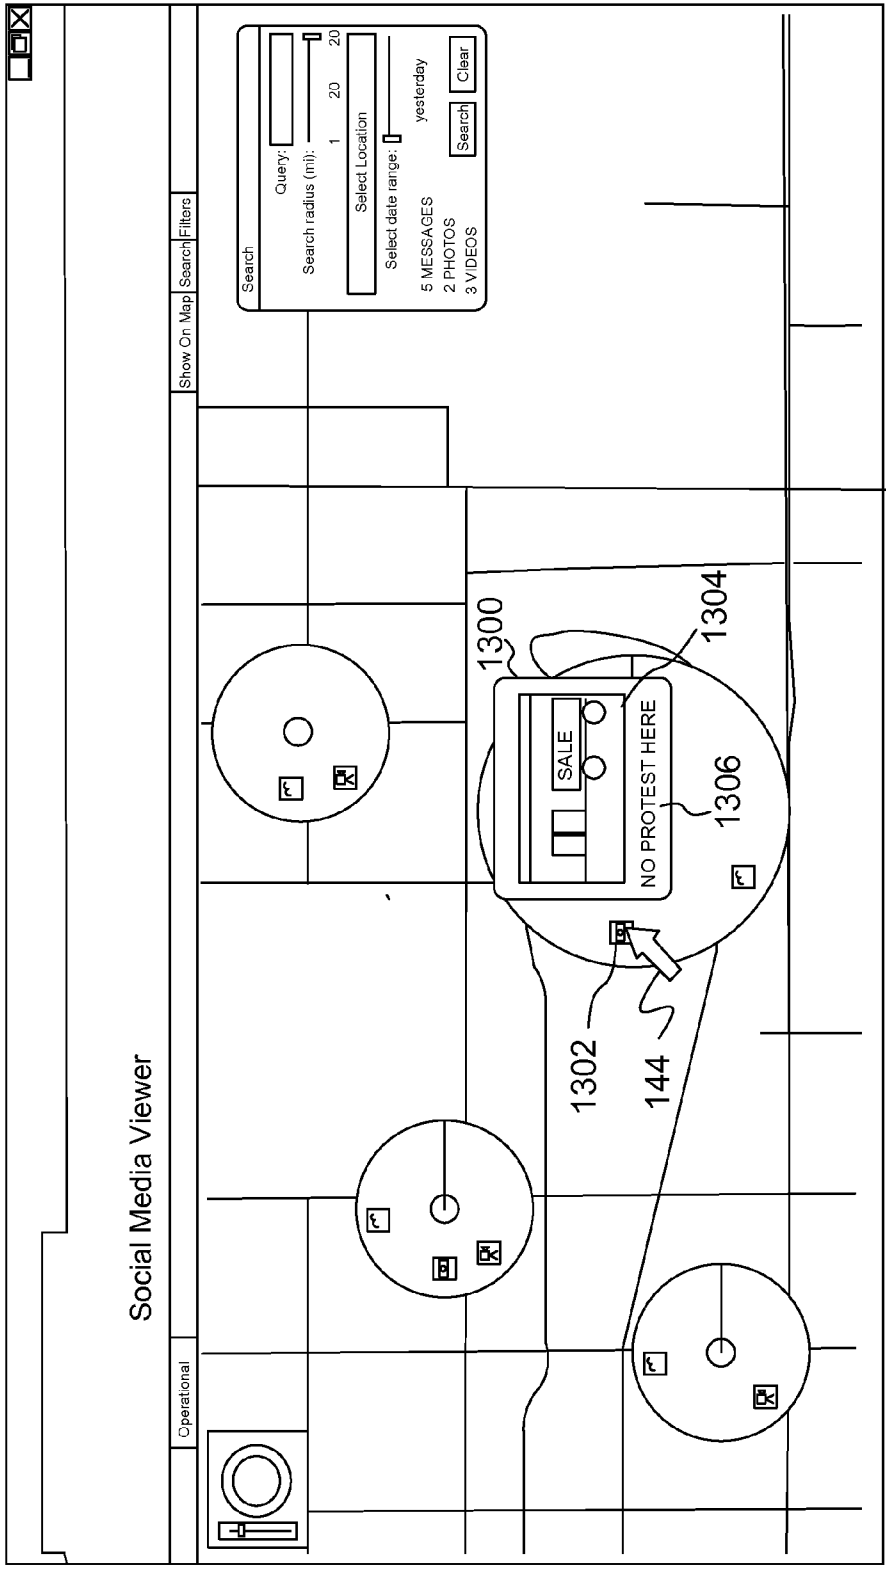 Social Media Viewer
Operational
Show On Map
Search
Filters
Search
Query:
Search radius (mi):
1 20 20
Select Location
Select date range:
yesterday
5 MESSAGES
2 PHOTOS
3 VIDEOS
Search
Clear
1300
SALE
1304
NO PROTEST HERE
1306
1302
144